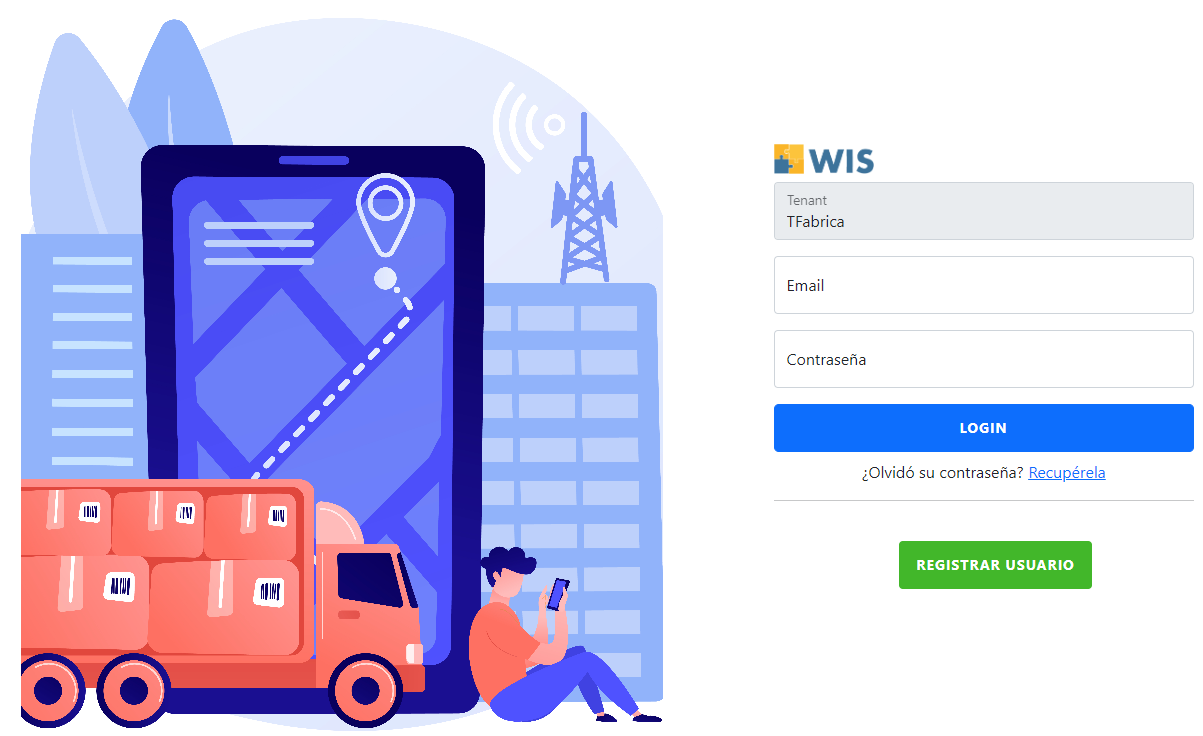 WIS
Tenant
TFabrica
Email
Contraseña
LOGIN
¿Olvidó su contraseña? Recupérela
REGISTRAR USUARIO